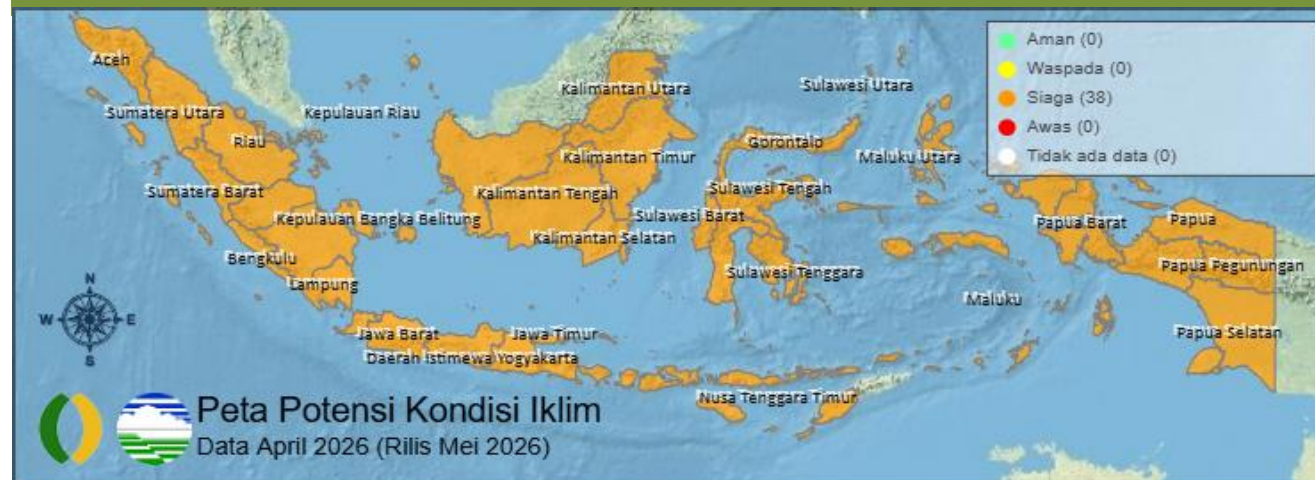 Aman (0)
Waspada (0)
Siaga (38)
Awas (0)
Tidak ada data (0)
Aceh
Sumatera Utara
Kepulauan Riau
Riau
Sumatera Barat
Kepulauan Bangka Belitung
Bengkulu
Lampung
Kalimantan Utara
Kalimantan Timur
Kalimantan Tengah
Kalimantan Selatan
Sulawesi Utara
Gorontalo
Maluku Utara
Sulawesi Tengah
Sulawesi Barat
Sulawesi Tenggara
Maluku
Papua Barat
Papua
Papua Pegunungan
Papua Selatan
Jawa Barat
Jawa Timur
Daerah Istimewa Yogyakarta
Nusa Tenggara Timur
N
W
E
S
Peta Potensi Kondisi Iklim
Data April 2026 (Rilis Mei 2026)